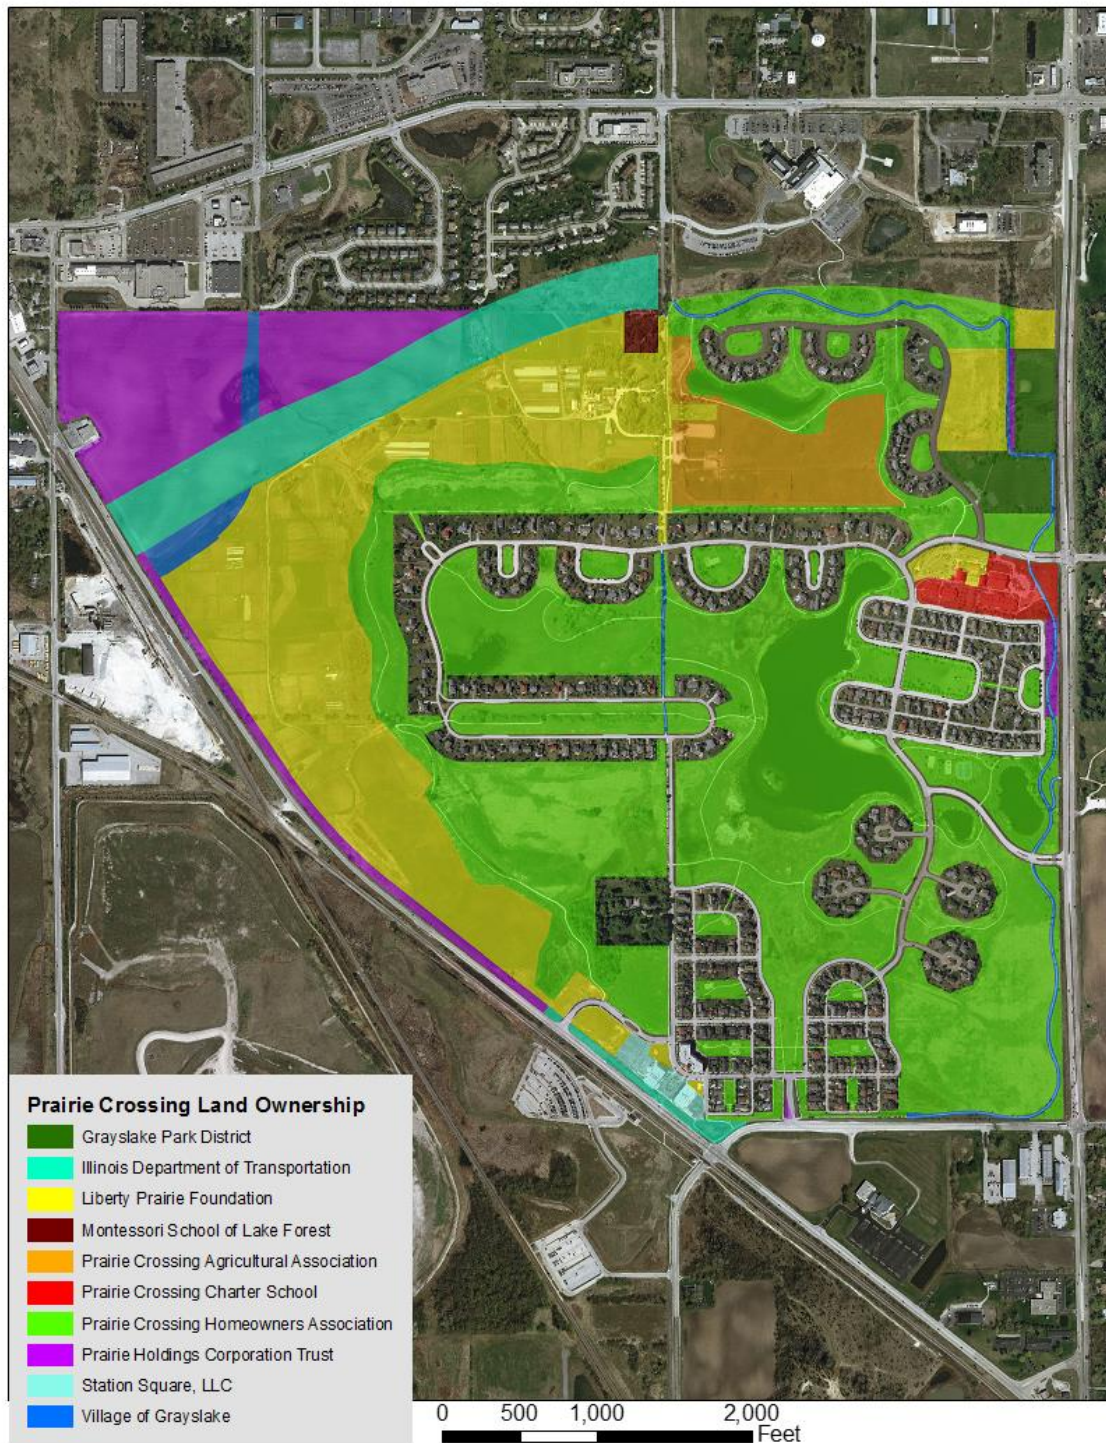 Prairie Crossing Land Ownership
Grayslake Park District
Illinois Department of Transportation
Liberty Prairie Foundation
Montessori School of Lake Forest
Prairie Crossing Agricultural Association
Prairie Crossing Charter School
Prairie Crossing Homeowners Association
Prairie Holdings Corporation Trust
Station Square, LLC
Village of Grayslake
0 500 1,000 2,000
Feet